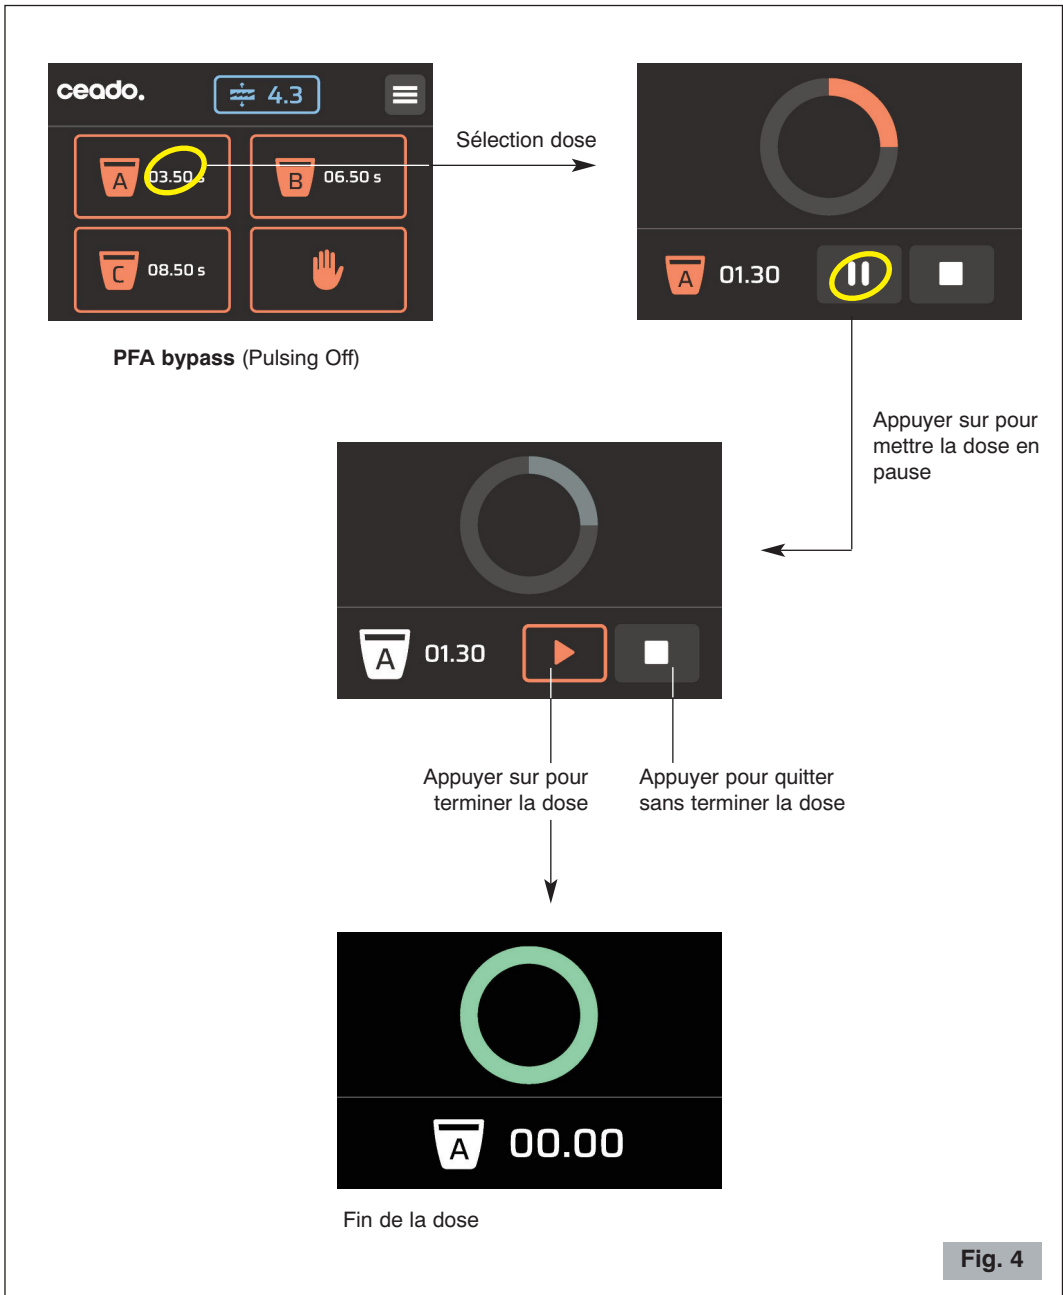 ceado.
4.3
A 03.50 s
B 06.50 s
C 08.50 s
PFA bypass (Pulsing Off)
Sélection dose
A 01.30
Appuyer sur pour
mettre la dose en
pause
A 01.30
Appuyer sur pour
terminer la dose
Appuyer pour quitter
sans terminer la dose
A 00.00
Fin de la dose
Fig. 4